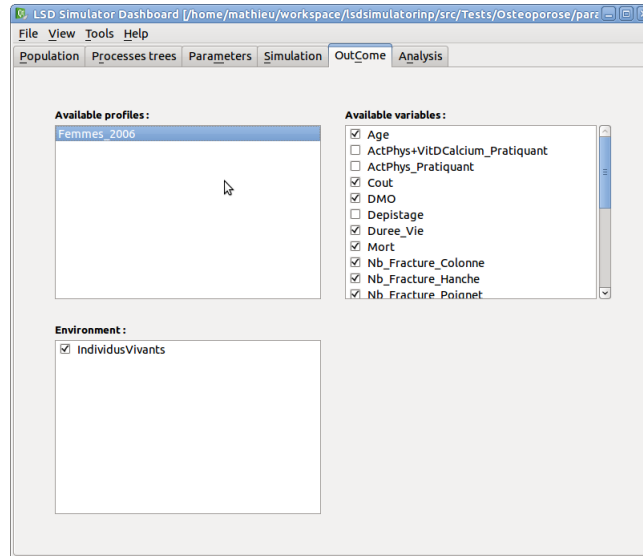 LSD Simulator Dashboard [/home/mathieu/workspace/lsdsimulatorinp/src/Tests/Osteoporose/para
File View Tools Help
Population Processes trees Parameters Simulation OutCome Analysis
Available profiles :
Femmes_2006
Available variables :
Age
ActPhys+VitDCalcium_Pratiquant
ActPhys_Pratiquant
Cout
DMO
Depistage
Duree_Vie
Mort
Nb_Fracture_Colonne
Nb_Fracture_Hanche
Nb_Fracture_Poignet
Environment :
IndividusVivants